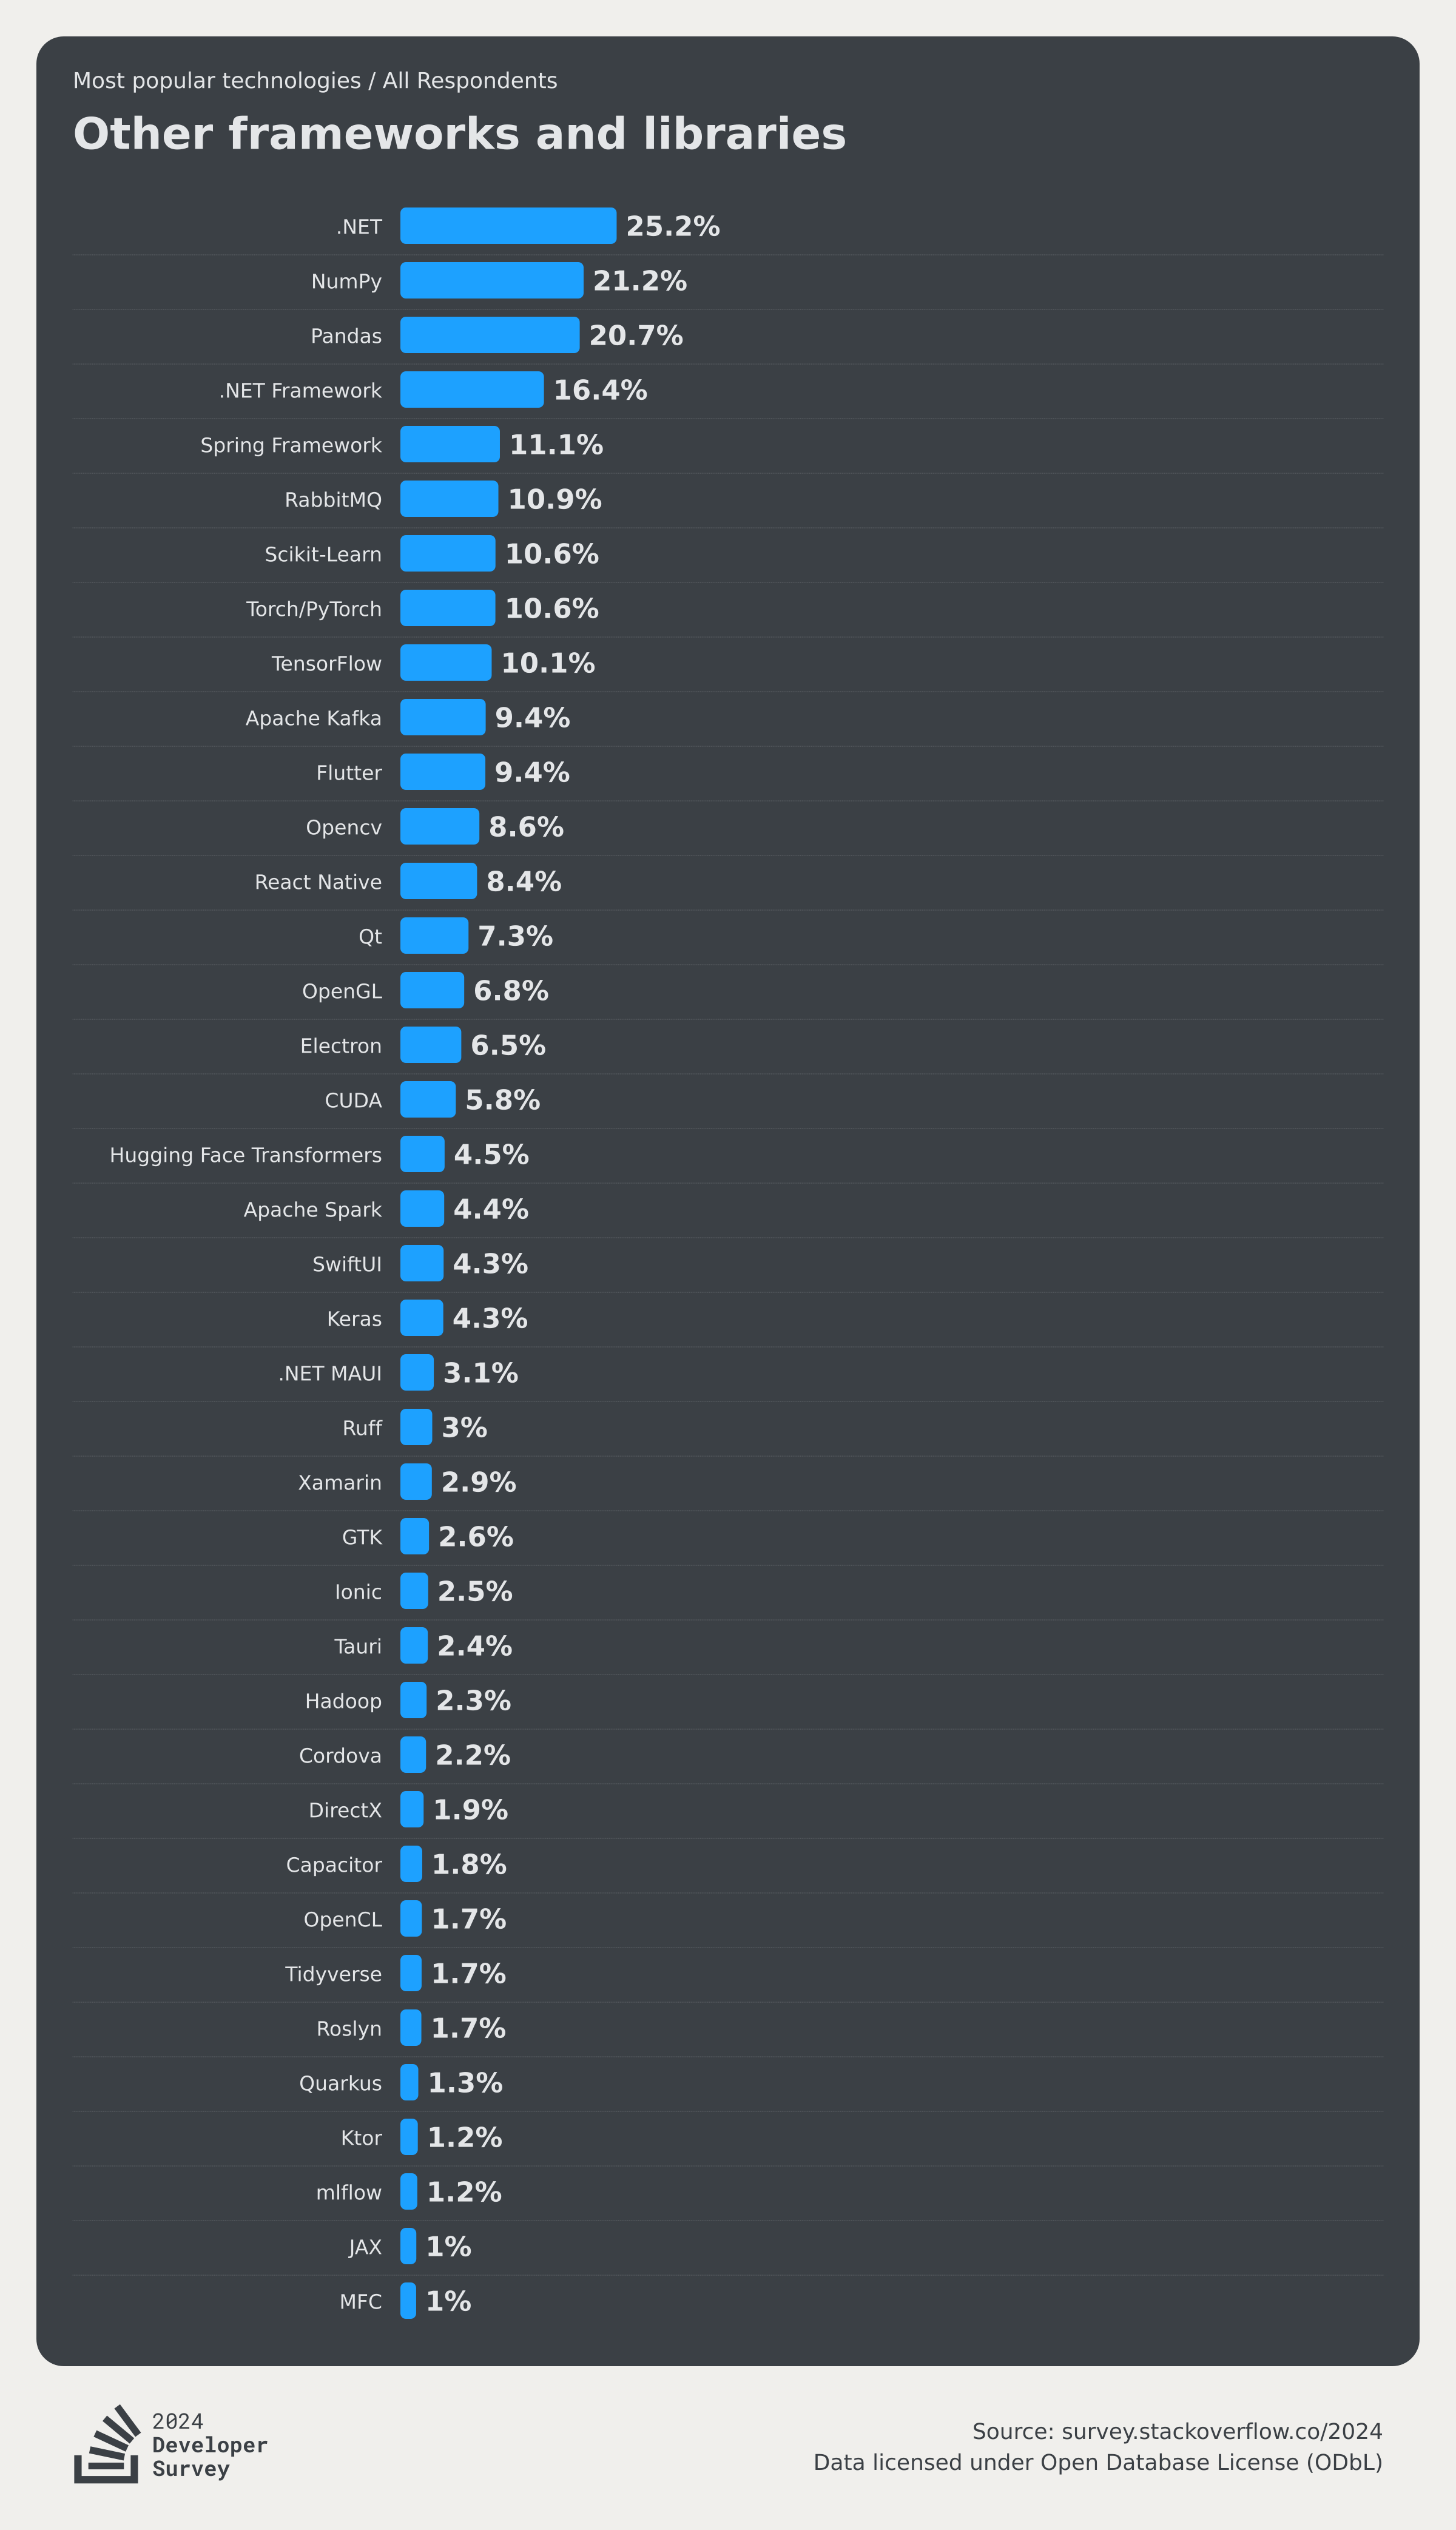 Most popular technologies / All Respondents
Other frameworks and libraries
.NET 25.2%
NumPy 21.2%
Pandas 20.7%
.NET Framework 16.4%
Spring Framework 11.1%
RabbitMQ 10.9%
Scikit-Learn 10.6%
Torch/PyTorch 10.6%
TensorFlow 10.1%
Apache Kafka 9.4%
Flutter 9.4%
Opencv 8.6%
React Native 8.4%
Qt 7.3%
OpenGL 6.8%
Electron 6.5%
CUDA 5.8%
Hugging Face Transformers 4.5%
Apache Spark 4.4%
SwiftUI 4.3%
Keras 4.3%
.NET MAUI 3.1%
Ruff 3%
Xamarin 2.9%
GTK 2.6%
Ionic 2.5%
Tauri 2.4%
Hadoop 2.3%
Cordova 2.2%
DirectX 1.9%
Capacitor 1.8%
OpenCL 1.7%
Tidyverse 1.7%
Roslyn 1.7%
Quarkus 1.3%
Ktor 1.2%
mlflow 1.2%
JAX 1%
MFC 1%
2024
Developer
Survey
Source: survey.stackoverflow.co/2024
Data licensed under Open Database License (ODbL)